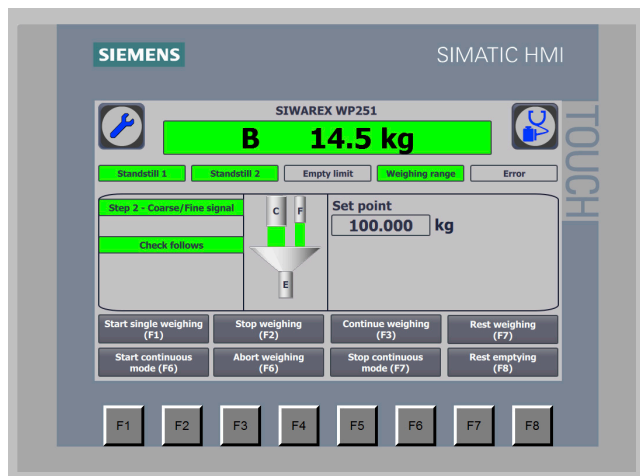 SIEMENS
SIMATIC HMI
TOUCH
SIWAREX WP251
B 14.5 kg
Standstill 1
Standstill 2
Empty limit
Weighing range
Error
Step 2 - Coarse/Fine signal
Check follows
C
F
E
Set point
100.000 kg
Start single weighing
(F1)
Stop weighing
(F2)
Continue weighing
(F3)
Rest weighing
(F7)
Start continuous
mode (F6)
Abort weighing
(F6)
Stop continuous
mode (F7)
Rest emptying
(F8)
F1
F2
F3
F4
F5
F6
F7
F8